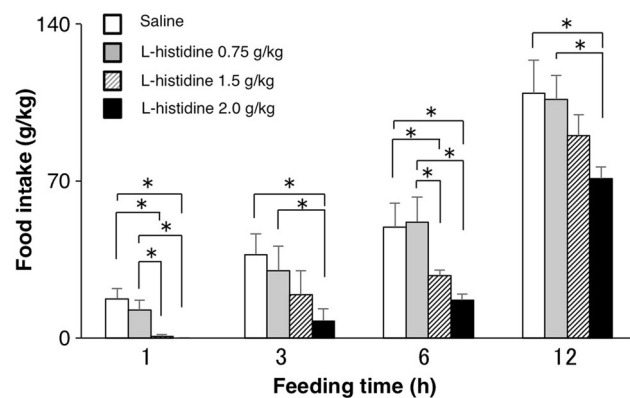 140
Saline
L-histidine 0.75 g/kg
L-histidine 1.5 g/kg
L-histidine 2.0 g/kg
* *
* * * *
70
* * * *
* * * *
* *
0
1 3 6 12
Food intake (g/kg)
Feeding time (h)